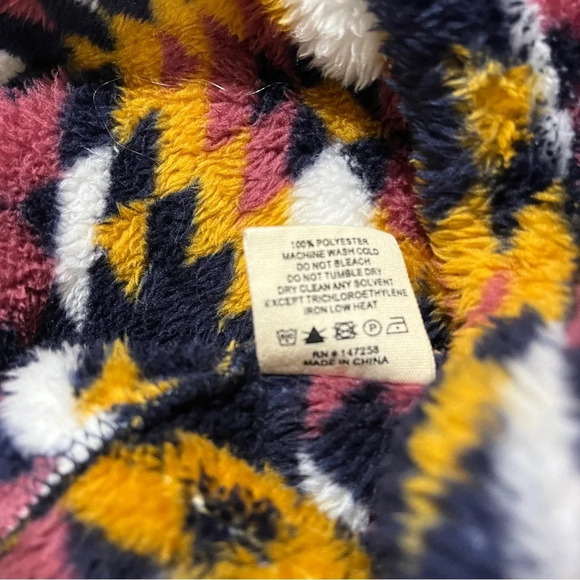 100% POLYESTER
MACHINE WASH COLD
DO NOT BLEACH
DO NOT TUMBLE DRY
DRY CLEAN ANY SOLVENT
EXCEPT TRICHLOROETHYLENE
IRON LOW HEAT
RN # 147258
MADE IN CHINA